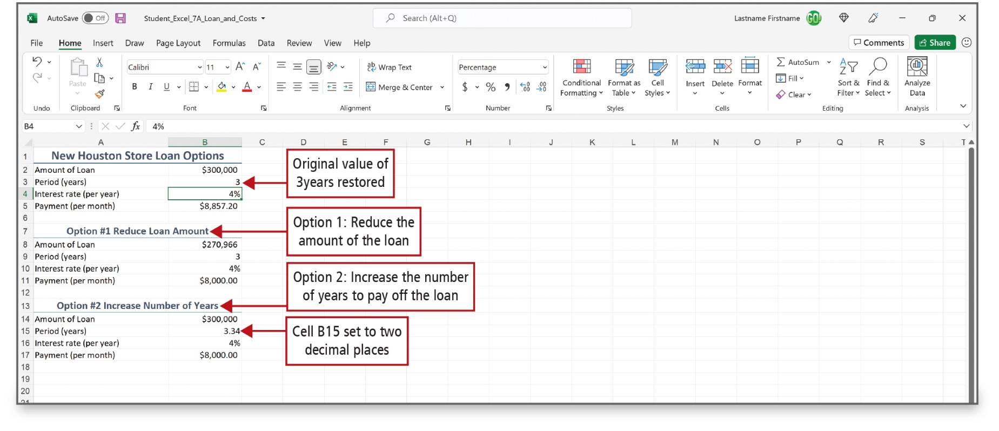 AutoSave Off Student_Excel_7A_Loan_and_Costs Search (Alt+Q) Lastname Firstname GO!
File Home Insert Draw Page Layout Formulas Data Review View Help Comments Share
Calibri 11 Wrap Text Percentage AutoSum
Paste B I U A Merge & Center $ % Conditional Formatting Format as Table Cell Styles Insert Delete Format Fill Clear Sort & Filter Find & Select Analyze Data
Undo Clipboard Font Alignment Number Styles Cells Editing Analysis
B4 fx 4%
A B C D E F G H I J K L M N O P Q R S T
1 New Houston Store Loan Options
2 Amount of Loan $300,000
3 Period (years) 3
4 Interest rate (per year) 4%
5 Payment (per month) $8,857.20
6
7 Option #1 Reduce Loan Amount
8 Amount of Loan $270,966
9 Period (years) 3
10 Interest rate (per year) 4%
11 Payment (per month) $8,000.00
12
13 Option #2 Increase Number of Years
14 Amount of Loan $300,000
15 Period (years) 3.34
16 Interest rate (per year) 4%
17 Payment (per month) $8,000.00
18
19
20
21
Original value of
3years restored
Option 1: Reduce the
amount of the loan
Option 2: Increase the number
of years to pay off the loan
Cell B15 set to two
decimal places